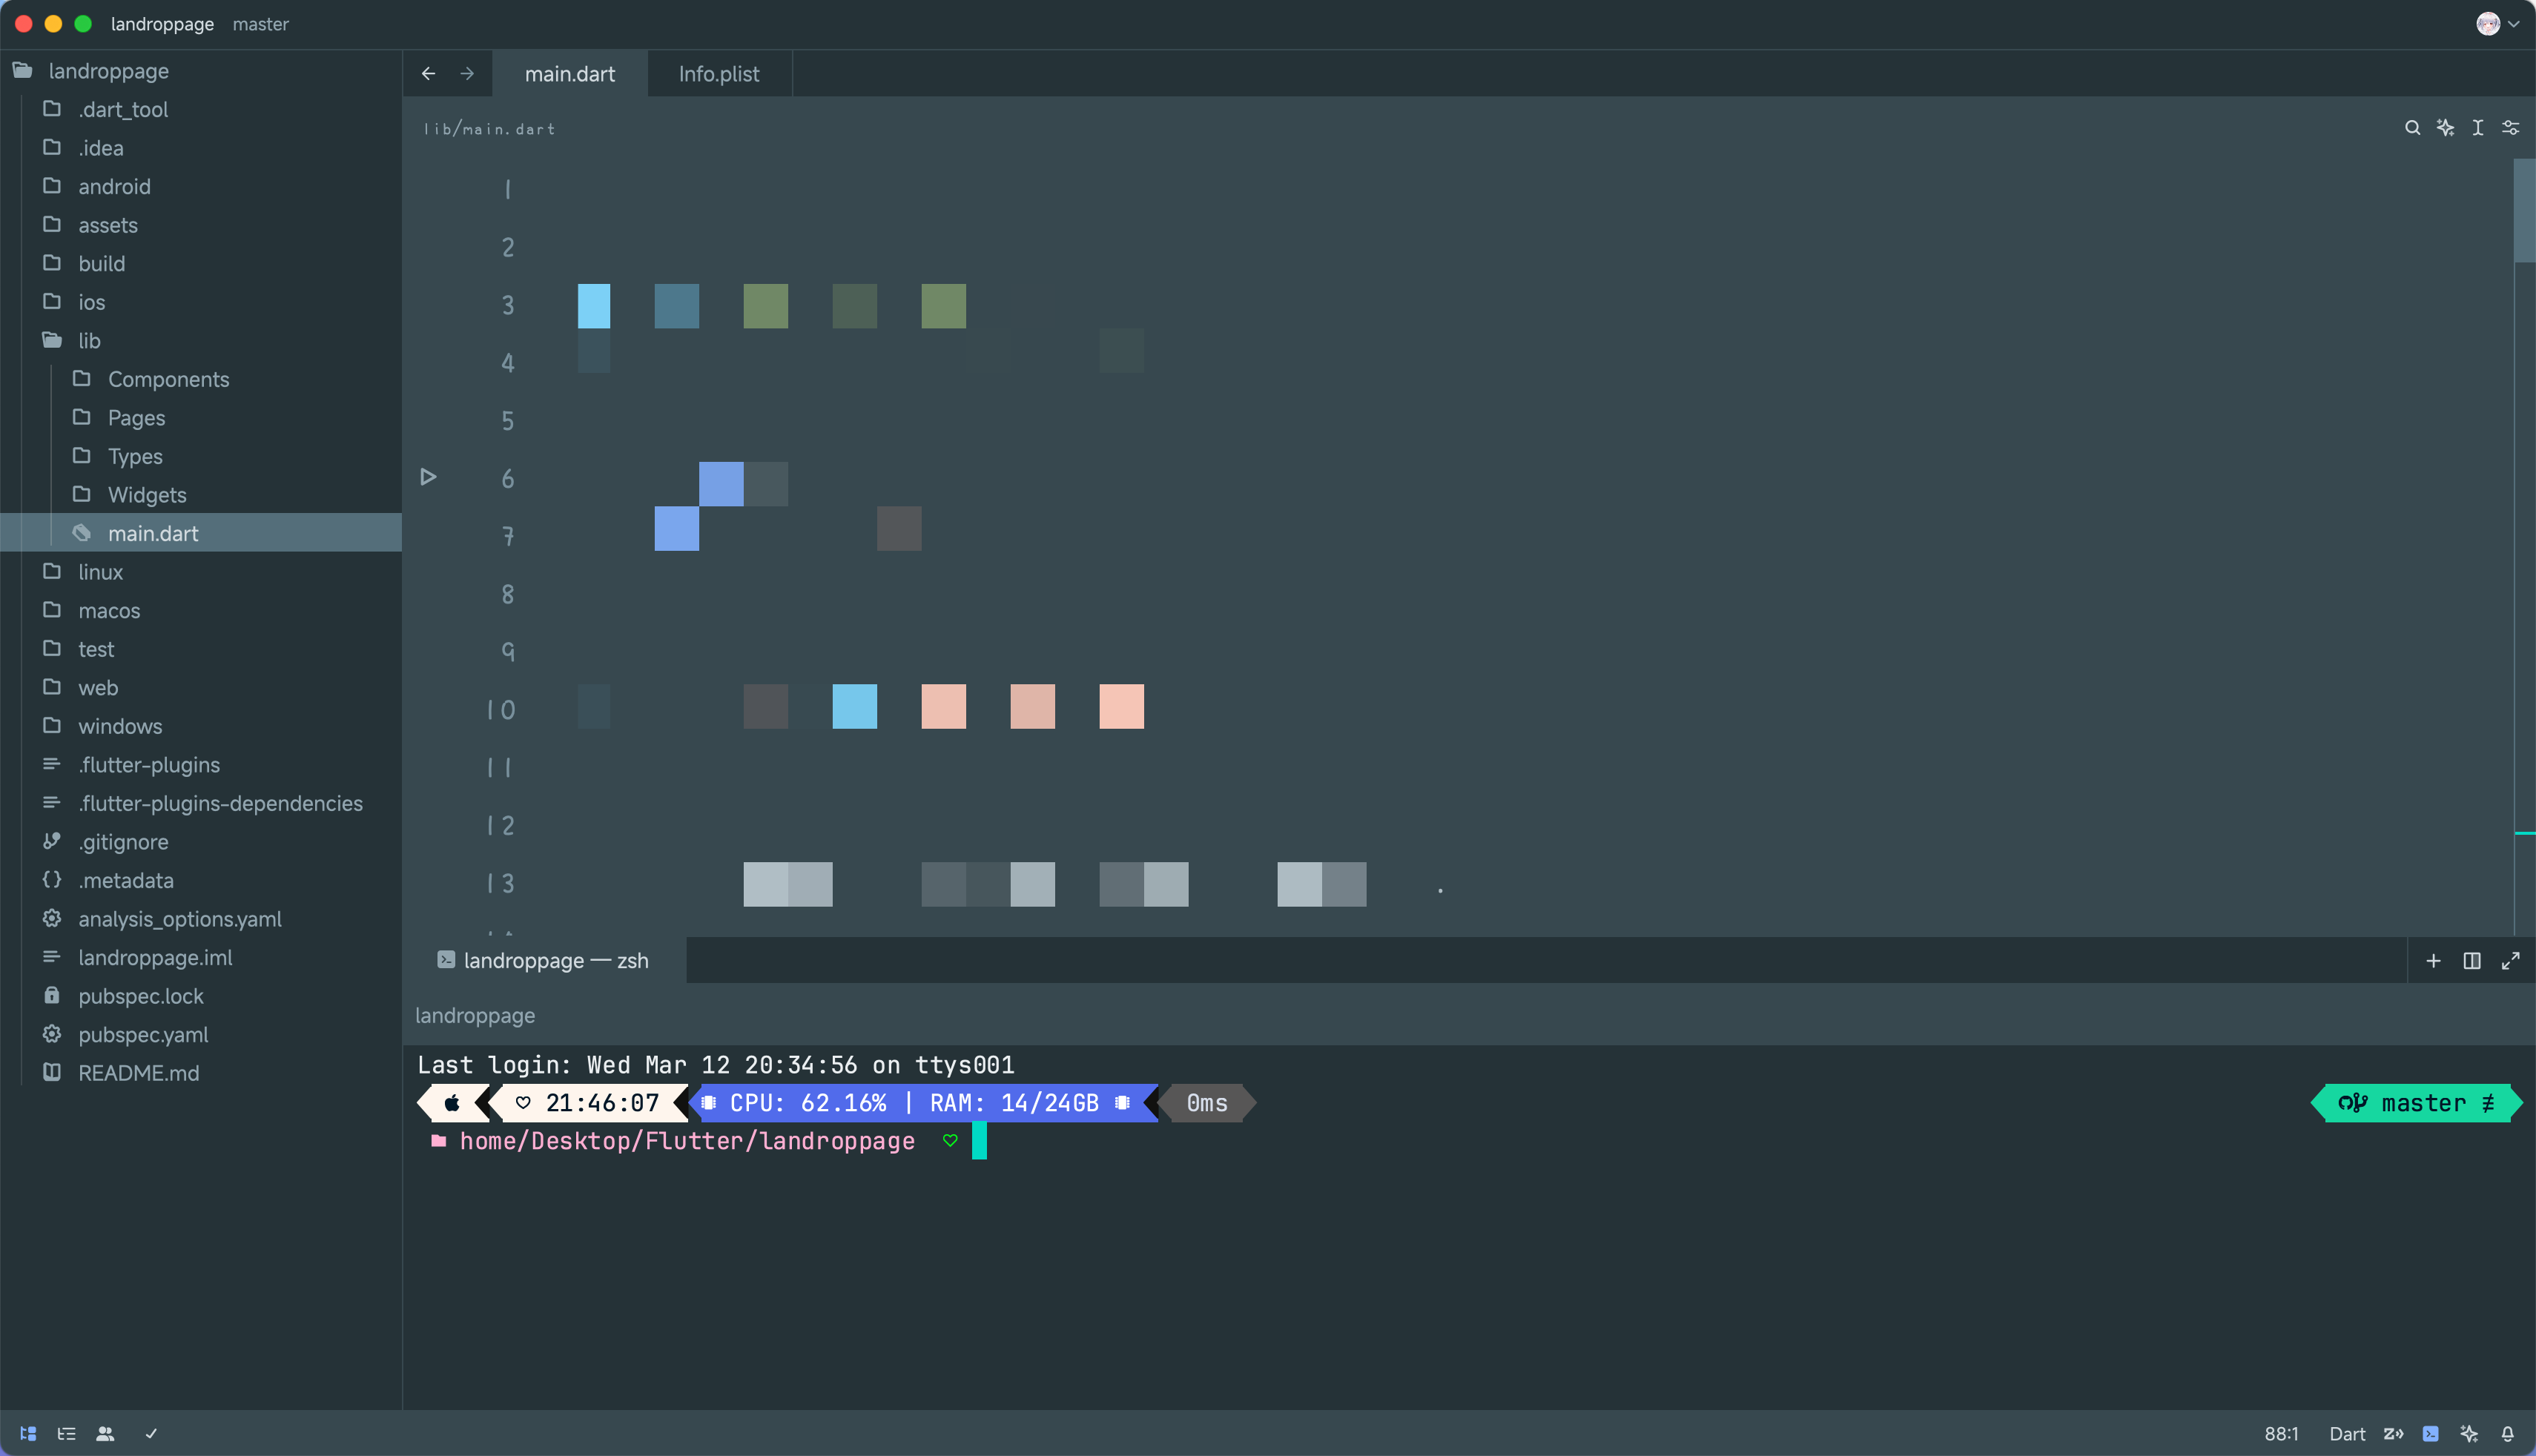 landroppage master
landroppage
.dart_tool
.idea
android
assets
build
ios
lib
Components
Pages
Types
Widgets
main.dart
linux
macos
test
web
windows
.flutter-plugins
.flutter-plugins-dependencies
.gitignore
.metadata
analysis_options.yaml
landroppage.iml
pubspec.lock
pubspec.yaml
README.md
main.dart Info.plist
lib/main.dart
1
2
3
4
5
6
7
8
9
10
11
12
13
landroppage — zsh
landroppage
Last login: Wed Mar 12 20:34:56 on ttys001
21:46:07 CPU: 62.16% | RAM: 14/24GB 0ms master ≢
home/Desktop/Flutter/landroppage
88:1 Dart